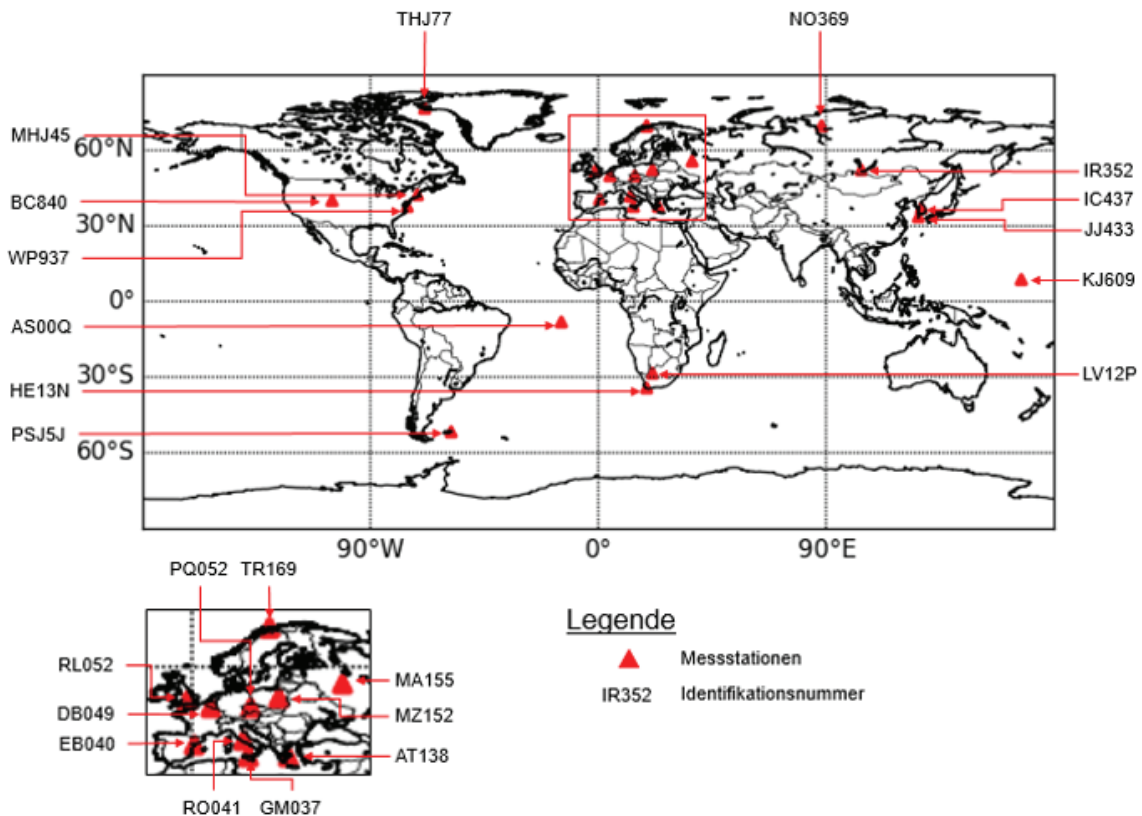 THJ77 NO369
MHJ45
60°N
IR352
BC840
IC437
30°N
JJ433
WP937
KJ609
0°
AS00Q
30°S
LV12P
HE13N
PSJ5J
60°S
90°W 0° 90°E
PQ052 TR169
Legende
RL052
Messstationen
MA155
IR352 Identifikationsnummer
DB049
MZ152
EB040
AT138
RO041 GM037